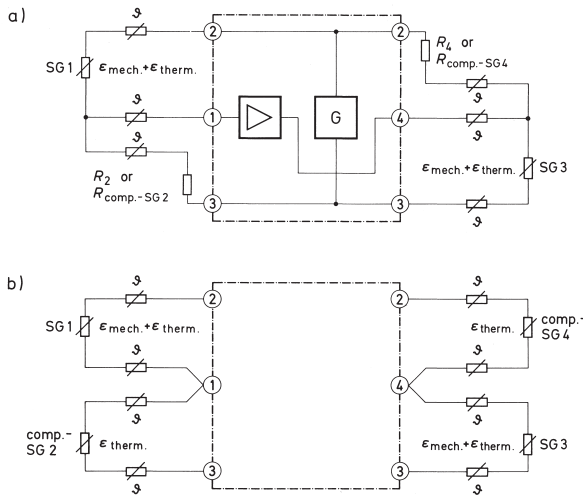 a)
ϑ
2
2
R4 or
Rcomp.-SG4
SG1
εmech.+εtherm.
ϑ
ϑ
1
G
4
ϑ
ϑ
R2 or
Rcomp.-SG2
εmech.+εtherm.
SG3
3
3
ϑ
b)
ϑ
2
2
ϑ
SG1
εmech.+εtherm.
εtherm.
comp.-
SG4
ϑ
ϑ
1
4
ϑ
ϑ
comp.-
SG2
εtherm.
εmech.+εtherm.
SG3
3
3
ϑ
ϑ